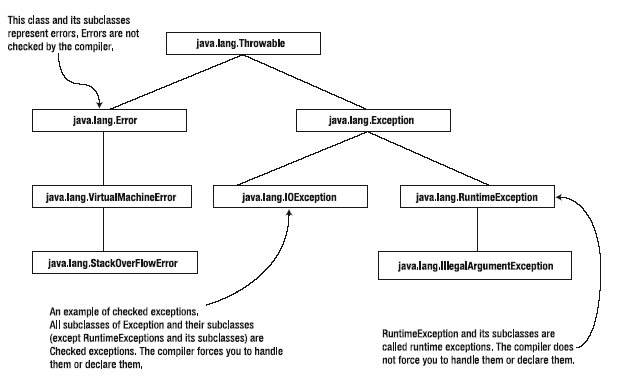 This class and its subclasses
represent errors, Errors are not
checked by the compiler,
java.lang.Throwable
java.lang.Error
java.lang.Exception
java.lang.VirtualMachineError
java.lang.IOException
java.lang.RuntimeException
java.lang.StackOverFlowError
java.lang.IllegalArgumentException
An example of checked exceptions,
All subclasses of Exception and their subclasses
(except RuntimeExceptions and its subclasses) are
Checked exceptions. The compiler forces you to handle
them or declare them,
RuntimeException and its subclasses are
called runtime exceptions. The compiler does
not force you to handle them or declare them.